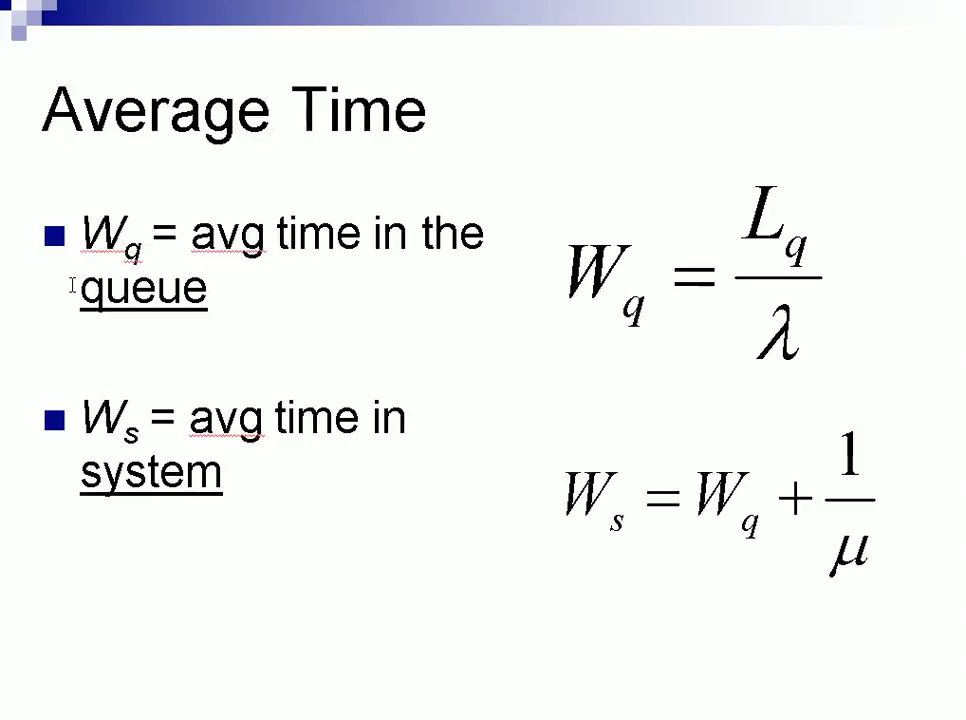 Average Time
W_q = avg time in the
queue
W_q = L_q / λ
W_s = avg time in
system
W_s = W_q + 1 / μ